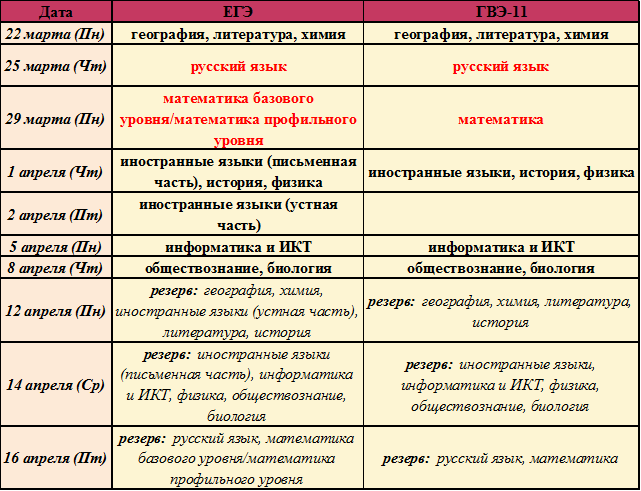 Дата ЕГЭ ГВЭ-11
22 марта (Пн) география, литература, химия география, литература, химия
25 марта (Чт) русский язык русский язык
29 марта (Пн)
математика базового
уровня/математика профильного
уровня
математика
1 апреля (Чт)
иностранные языки (письменная
часть), история, физика
иностранные языки, история, физика
2 апреля (Пт)
иностранные языки (устная
часть)
5 апреля (Пн) информатика и ИКТ информатика и ИКТ
8 апреля (Чт) обществознание, биология обществознание, биология
12 апреля (Пн)
резерв: география, химия,
иностранные языки (устная часть),
литература, история
резерв: география, химия, литература,
история
14 апреля (Ср)
резерв: иностранные языки
(письменная часть), информатика
и ИКТ, физика, обществознание,
биология
резерв: иностранные языки,
информатика и ИКТ, физика,
обществознание, биология
16 апреля (Пт)
резерв: русский язык, математика
базового уровня/математика
профильного уровня
резерв: русский язык, математика